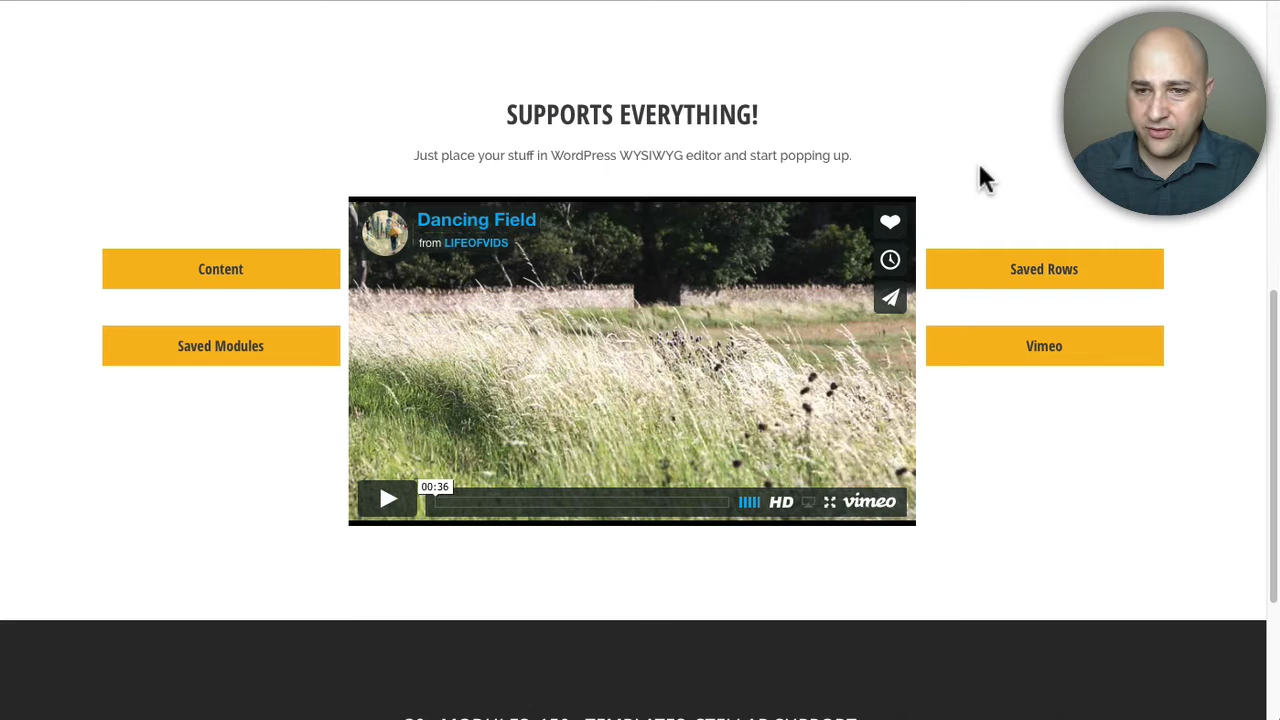 SUPPORTS EVERYTHING!
Just place your stuff in WordPress WYSIWYG editor and start popping up.
Dancing Field
from LIFEOFVIDS
Content
Saved Rows
Saved Modules
Vimeo
00:36
HD
vimeo